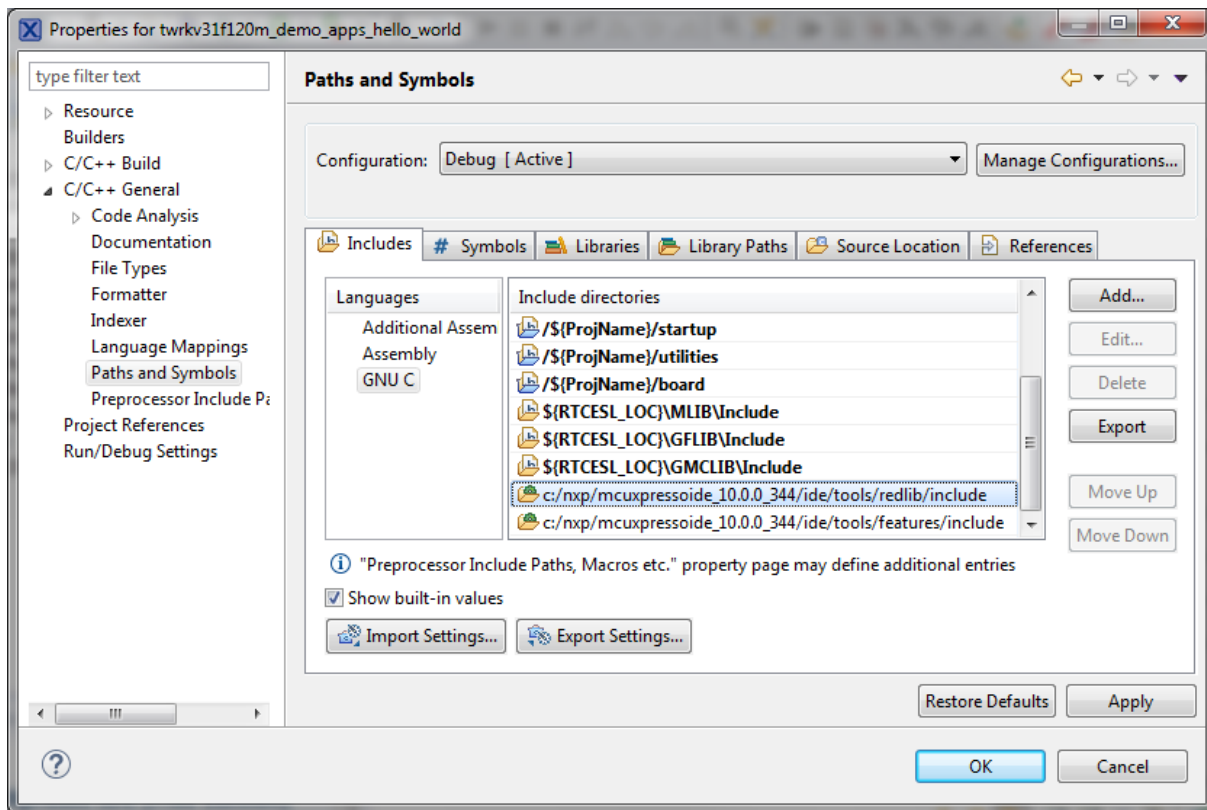 Properties for twrkv31f120m_demo_apps_hello_world
type filter text
Resource
Builders
C/C++ Build
C/C++ General
Code Analysis
Documentation
File Types
Formatter
Indexer
Language Mappings
Paths and Symbols
Preprocessor Include Pa
Project References
Run/Debug Settings
Paths and Symbols
Configuration: Debug [ Active ] Manage Configurations...
Includes # Symbols Libraries Library Paths Source Location References
Languages
Additional Assem
Assembly
GNU C
Include directories
/${ProjName}/startup
/${ProjName}/utilities
/${ProjName}/board
${RTCESL_LOC}\MLIB\Include
${RTCESL_LOC}\GFLIB\Include
${RTCESL_LOC}\GMCLIB\Include
c:/nxp/mcuxpressoide_10.0.0_344/ide/tools/redlib/include
c:/nxp/mcuxpressoide_10.0.0_344/ide/tools/features/include
Add...
Edit...
Delete
Export
Move Up
Move Down
"Preprocessor Include Paths, Macros etc." property page may define additional entries
Show built-in values
Import Settings... Export Settings...
Restore Defaults Apply
OK Cancel